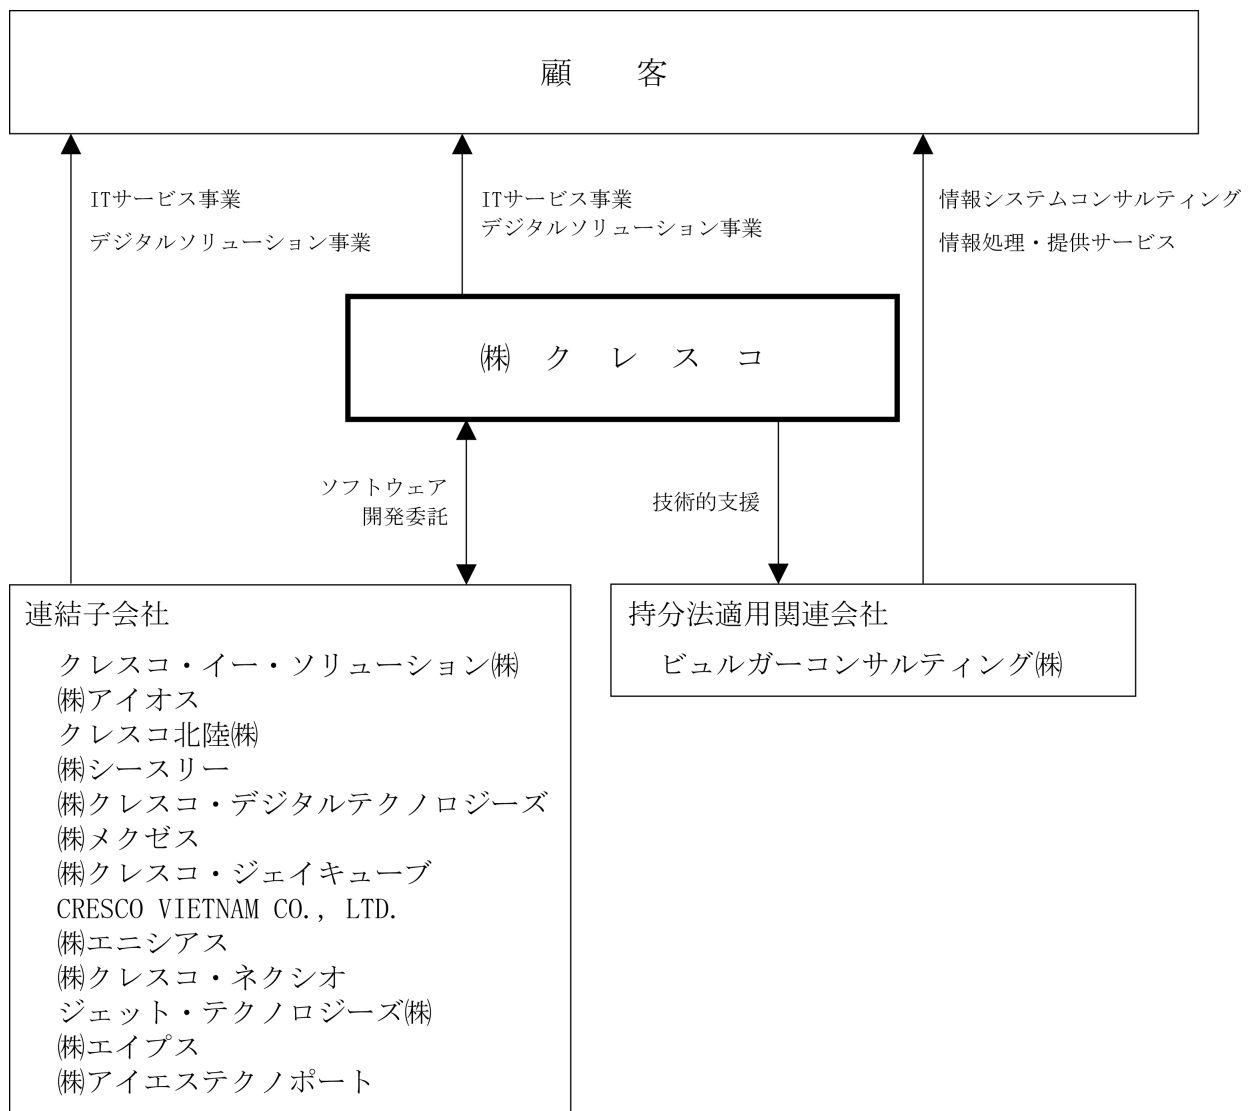 顧　　客
ITサービス事業
デジタルソリューション事業
ITサービス事業
デジタルソリューション事業
情報システムコンサルティング
情報処理・提供サービス
㈱　ク　レ　ス　コ
ソフトウェア
開発委託
技術的支援
連結子会社
クレスコ・イー・ソリューション㈱
㈱アイオス
クレスコ北陸㈱
㈱シースリー
㈱クレスコ・デジタルテクノロジーズ
㈱メクゼス
㈱クレスコ・ジェイキューブ
CRESCO VIETNAM CO., LTD.
㈱エニシアス
㈱クレスコ・ネクシオ
ジェット・テクノロジーズ㈱
㈱エイプス
㈱アイエステクノポート
持分法適用関連会社
ビュルガーコンサルティング㈱